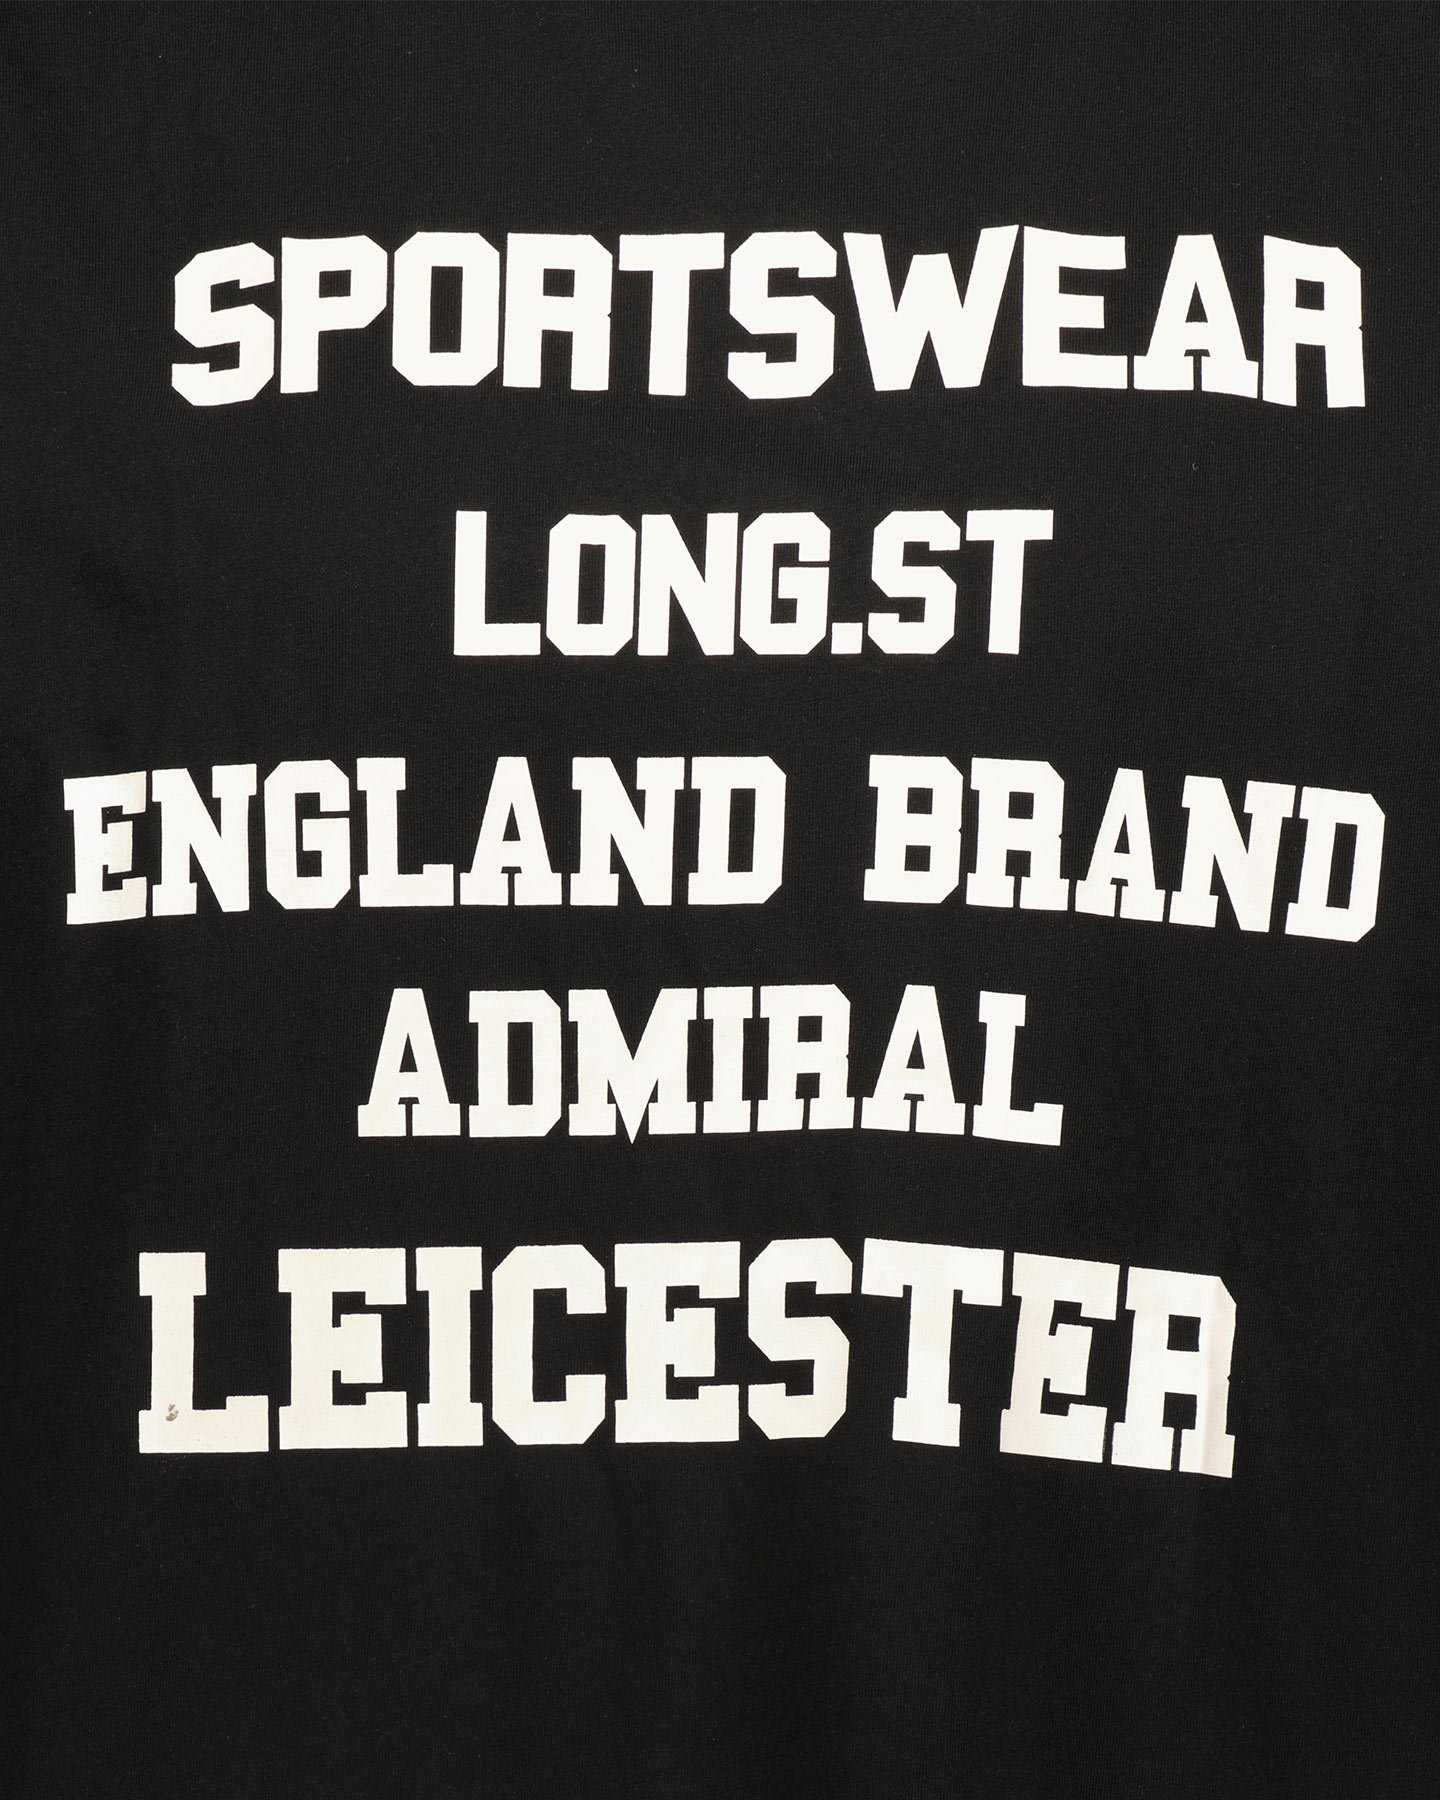 SPORTSWEAR
LONG.ST
ENGLAND BRAND
ADMIRAL
LEICESTER